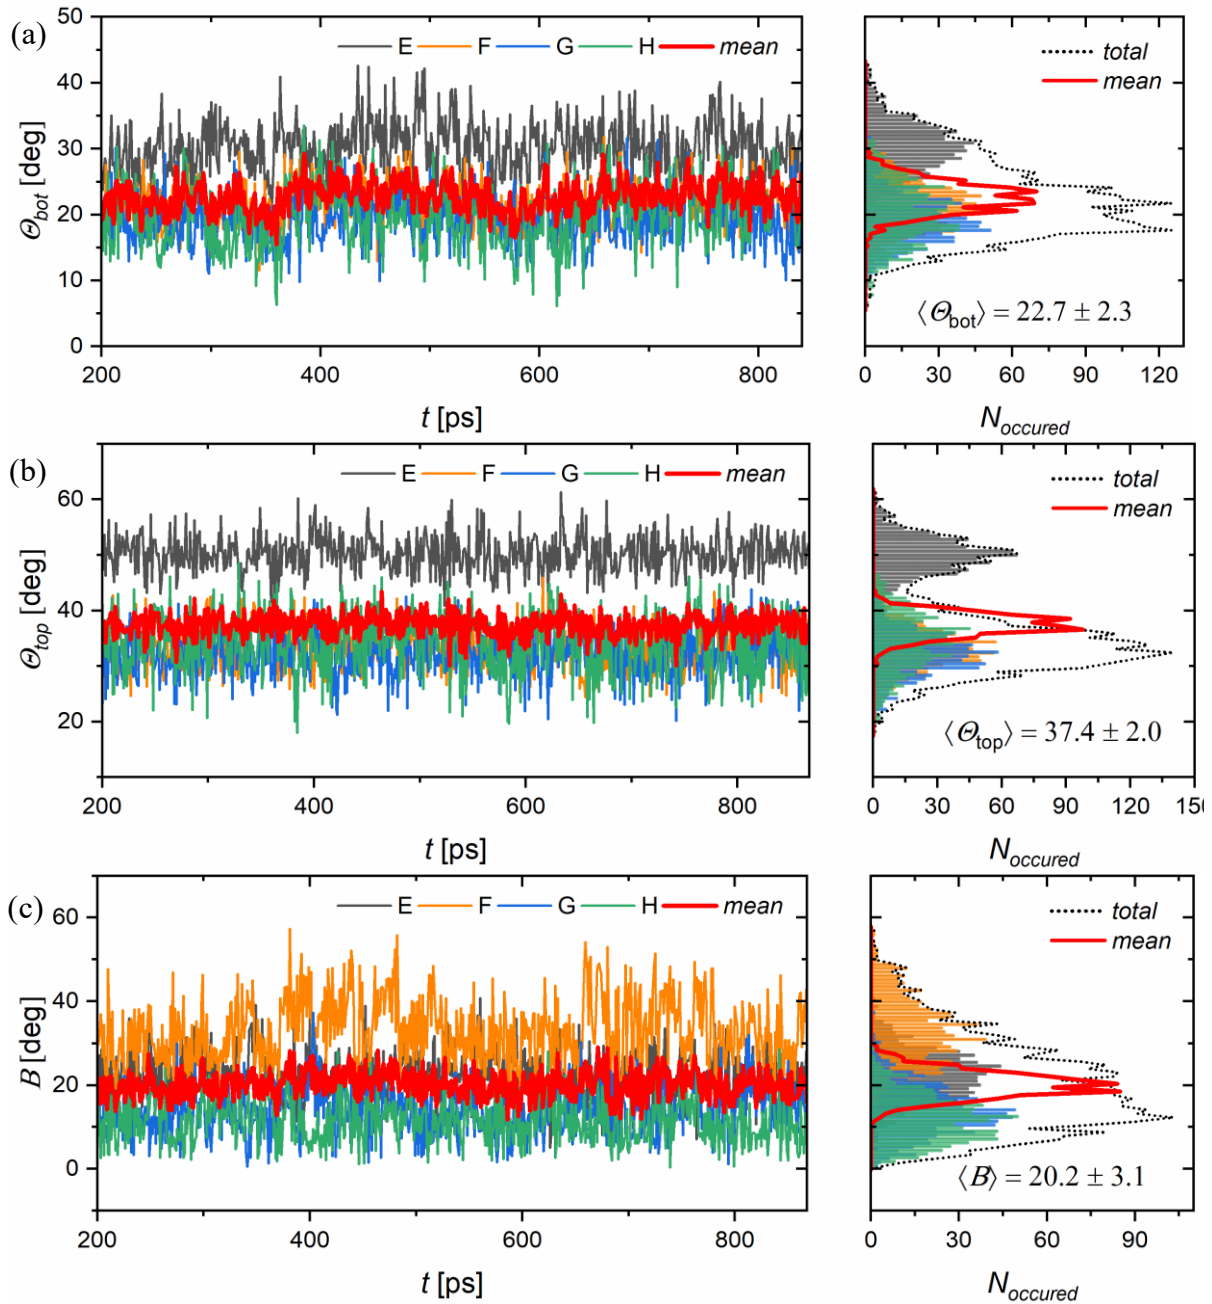 (a)
50
40
30
20
10
0
Θbot [deg]
E F G H mean
200 400 600 800
t [ps]
total
mean
⟨Θbot⟩ = 22.7 ± 2.3
0 30 60 90 120
Noccured
(b)
60
40
20
Θtop [deg]
E F G H mean
200 400 600 800
t [ps]
total
mean
⟨Θtop⟩ = 37.4 ± 2.0
0 30 60 90 120 150
Noccured
(c)
60
40
20
0
B [deg]
E F G H mean
200 400 600 800
t [ps]
total
mean
⟨B⟩ = 20.2 ± 3.1
0 30 60 90
Noccured